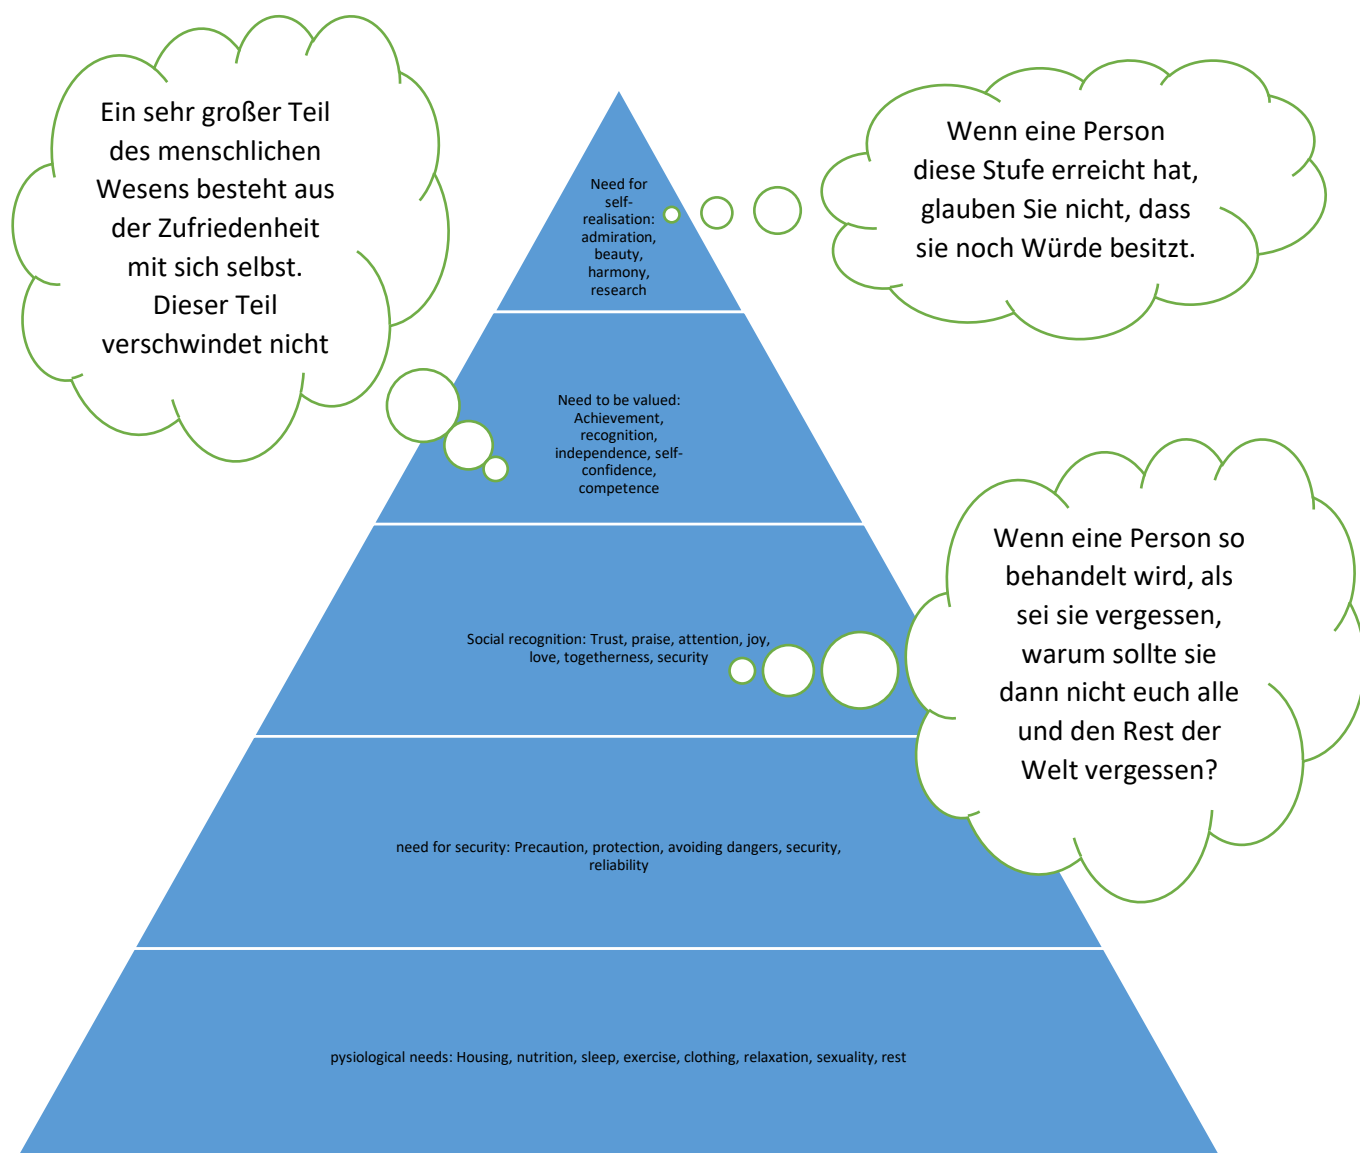 Ein sehr großer Teil
des menschlichen
Wesens besteht aus
der Zufriedenheit
mit sich selbst.
Dieser Teil
verschwindet nicht
Wenn eine Person
diese Stufe erreicht hat,
glauben Sie nicht, dass
sie noch Würde besitzt.
Need for
self-
realisation:
admiration,
beauty,
harmony,
research
Need to be valued:
Achievement,
recognition,
independence, self-
confidence,
competence
Wenn eine Person so
behandelt wird, als
sei sie vergessen,
warum sollte sie
dann nicht euch alle
und den Rest der
Welt vergessen?
Social recognition: Trust, praise, attention, joy,
love, togetherness, security
need for security: Precaution, protection, avoiding dangers, security,
reliability
pysiological needs: Housing, nutrition, sleep, exercise, clothing, relaxation, sexuality, rest